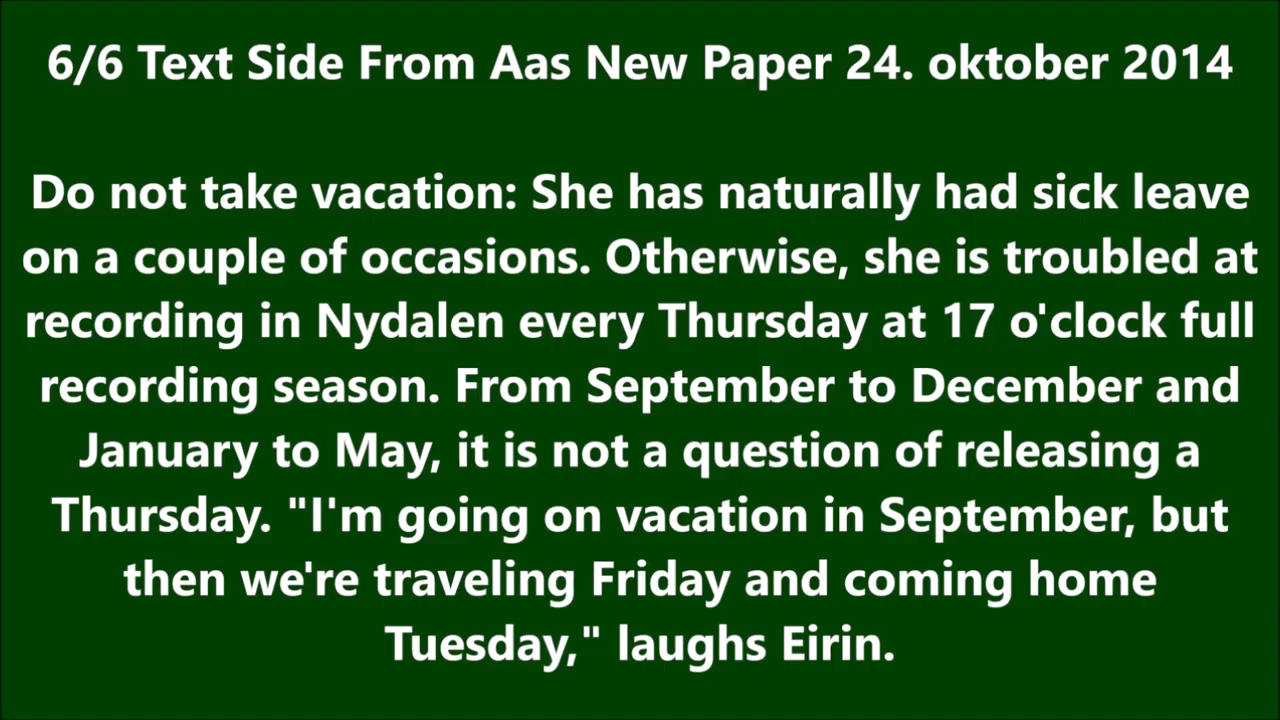 6/6 Text Side From Aas New Paper 24. oktober 2014
Do not take vacation: She has naturally had sick leave
on a couple of occasions. Otherwise, she is troubled at
recording in Nydalen every Thursday at 17 o'clock full
recording season. From September to December and
January to May, it is not a question of releasing a
Thursday. "I'm going on vacation in September, but
then we're traveling Friday and coming home
Tuesday," laughs Eirin.